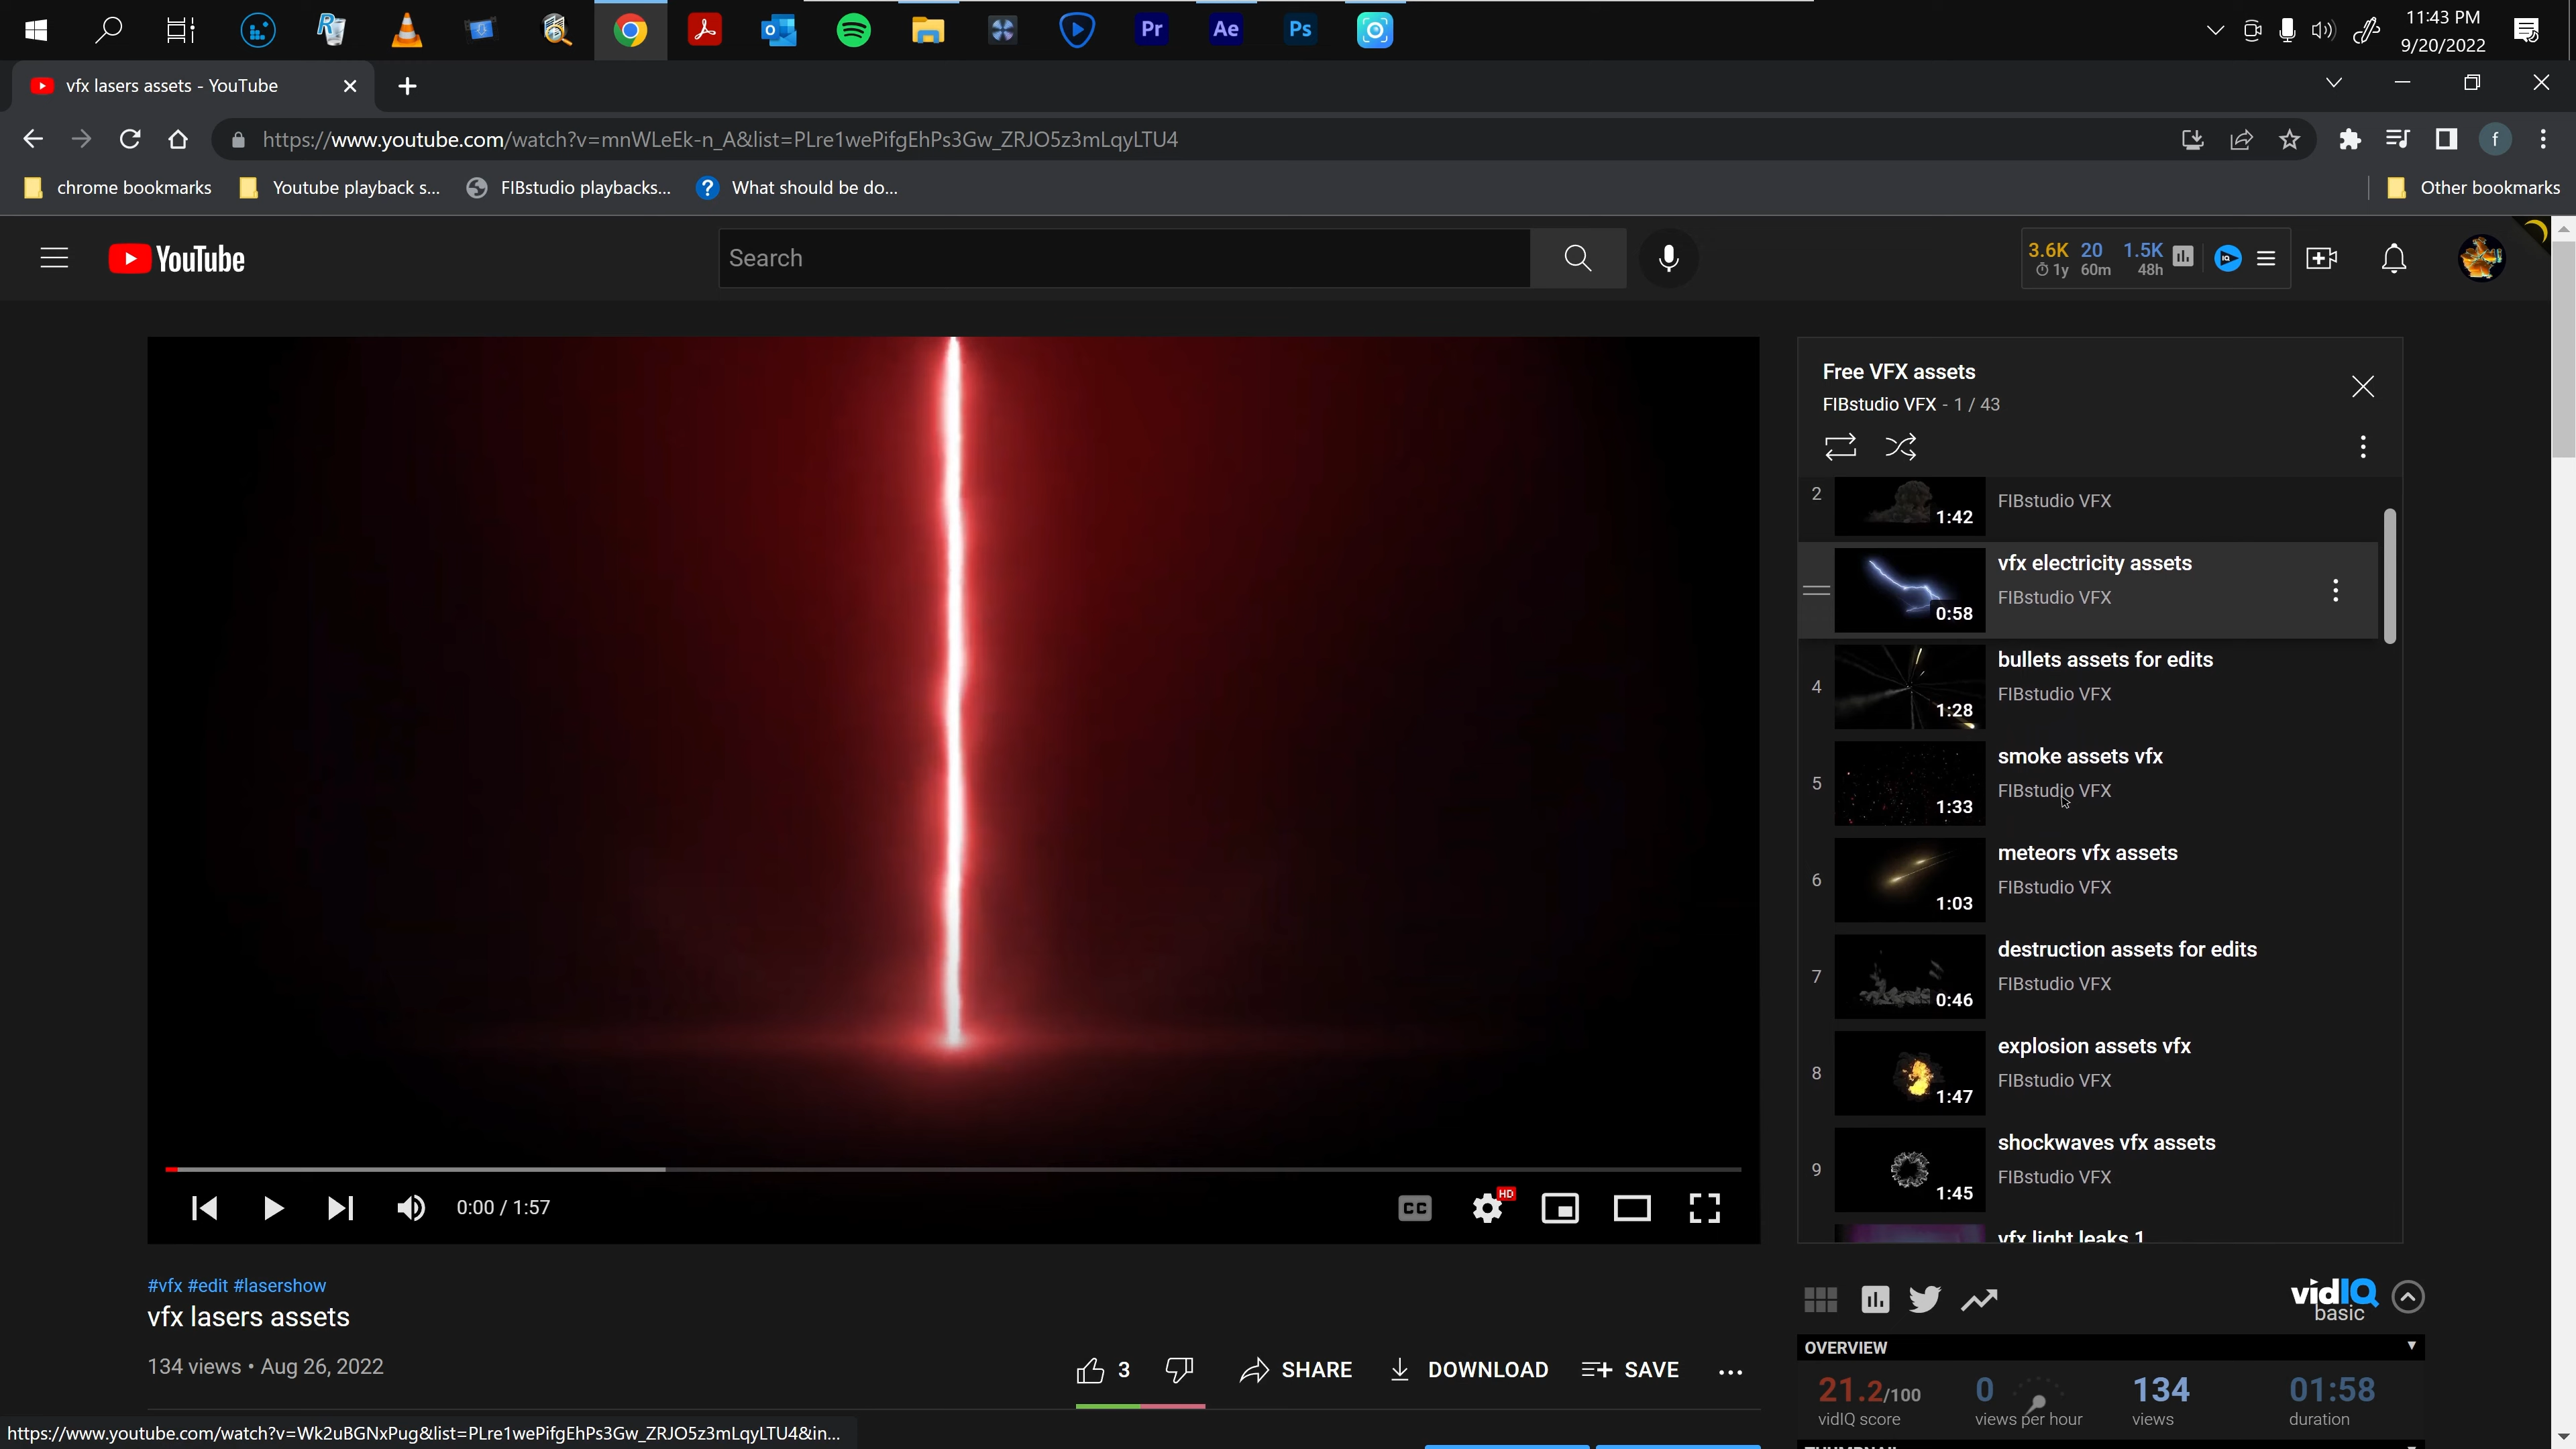 Pr
Ae
Ps
11:43 PM
9/20/2022
vfx lasers assets - YouTube
https://www.youtube.com/watch?v=mnWLeEk-n_A&list=PLre1wePifgEhPs3Gw_ZRJO5z3mLqyLTU4
f
chrome bookmarks
Youtube playback s...
FIBstudio playbacks...
What should be do...
Other bookmarks
YouTube
Search
3.6K 20 1.5K
1y 60m 48h
IQ
Free VFX assets
FIBstudio VFX - 1 / 43
2
1:42
FIBstudio VFX
0:58
vfx electricity assets
FIBstudio VFX
4
1:28
bullets assets for edits
FIBstudio VFX
5
1:33
smoke assets vfx
FIBstudio VFX
6
1:03
meteors vfx assets
FIBstudio VFX
7
0:46
destruction assets for edits
FIBstudio VFX
8
1:47
explosion assets vfx
FIBstudio VFX
9
1:45
shockwaves vfx assets
FIBstudio VFX
vfx light leaks 1
0:00 / 1:57
CC
HD
#vfx #edit #lasershow
vfx lasers assets
134 views • Aug 26, 2022
3
SHARE
DOWNLOAD
SAVE
vidIQ
basic
OVERVIEW
21.2/100
vidIQ score
0
views per hour
134
views
01:58
duration
https://www.youtube.com/watch?v=Wk2uBGNxPug&list=PLre1wePifgEhPs3Gw_ZRJO5z3mLqyLTU4&in...